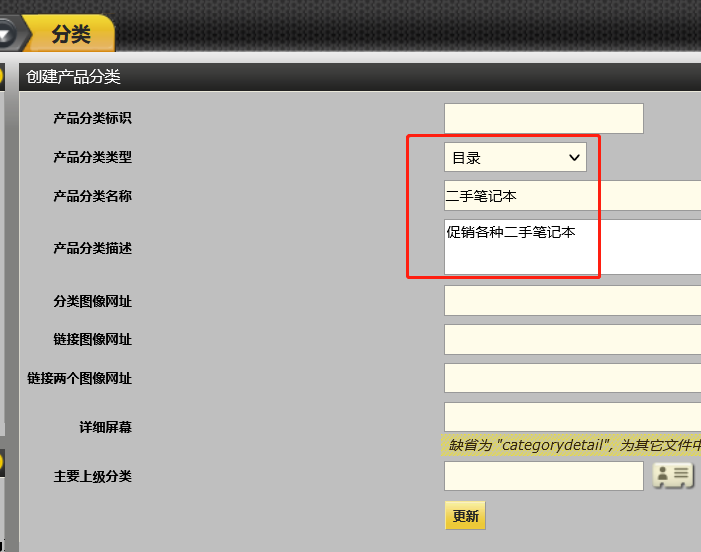 分类
创建产品分类
产品分类标识
产品分类类型 目录
产品分类名称 二手笔记本
产品分类描述 促销各种二手笔记本
分类图像网址
链接图像网址
链接两个图像网址
详细屏幕
缺省为 "categorydetail", 为其它文件中
主要上级分类
更新